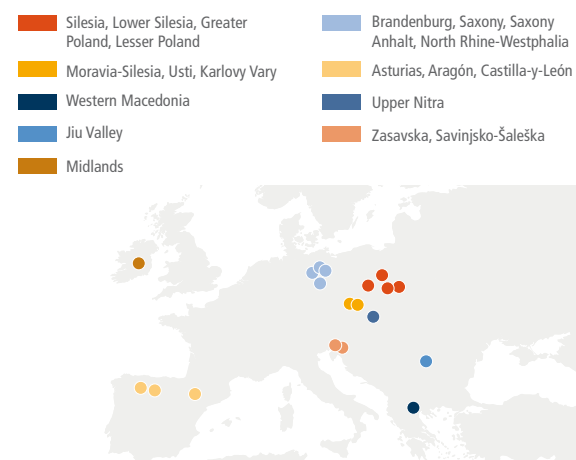 Silesia, Lower Silesia, Greater
Poland, Lesser Poland
Moravia-Silesia, Usti, Karlovy Vary
Western Macedonia
Jiu Valley
Midlands
Brandenburg, Saxony, Saxony
Anhalt, North Rhine-Westphalia
Asturias, Aragón, Castilla-y-León
Upper Nitra
Zasavska, Savinjsko-Šaleška